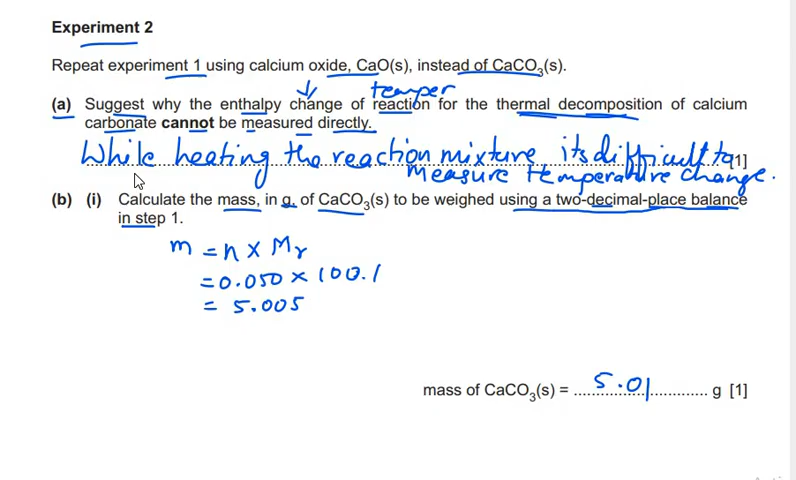 Experiment 2
Repeat experiment 1 using calcium oxide, CaO(s), instead of CaCO₃(s).
temper
(a) Suggest why the enthalpy change of reaction for the thermal decomposition of calcium
carbonate cannot be measured directly.
While heating the reaction mixture, its difficult to [1]
measure temperature change.
(b) (i) Calculate the mass, in g, of CaCO₃(s) to be weighed using a two-decimal-place balance
in step 1.
m = n × Mr
= 0.050 × 100.1
= 5.005
mass of CaCO₃(s) = 5.01 g [1]